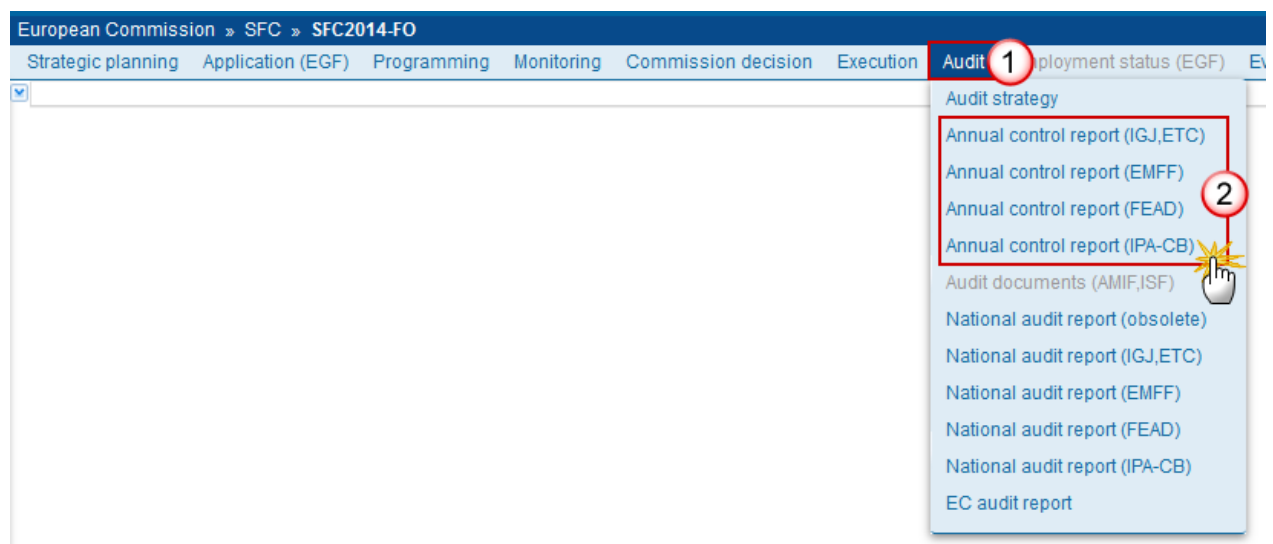 European Commission » SFC » SFC2014-FO
Strategic planning Application (EGF) Programming Monitoring Commission decision Execution Audit 1 ployment status (EGF)
Audit strategy
Annual control report (IGJ,ETC)
Annual control report (EMFF)
Annual control report (FEAD)
2
Annual control report (IPA-CB)
Audit documents (AMIF,ISF)
National audit report (obsolete)
National audit report (IGJ,ETC)
National audit report (EMFF)
National audit report (FEAD)
National audit report (IPA-CB)
EC audit report